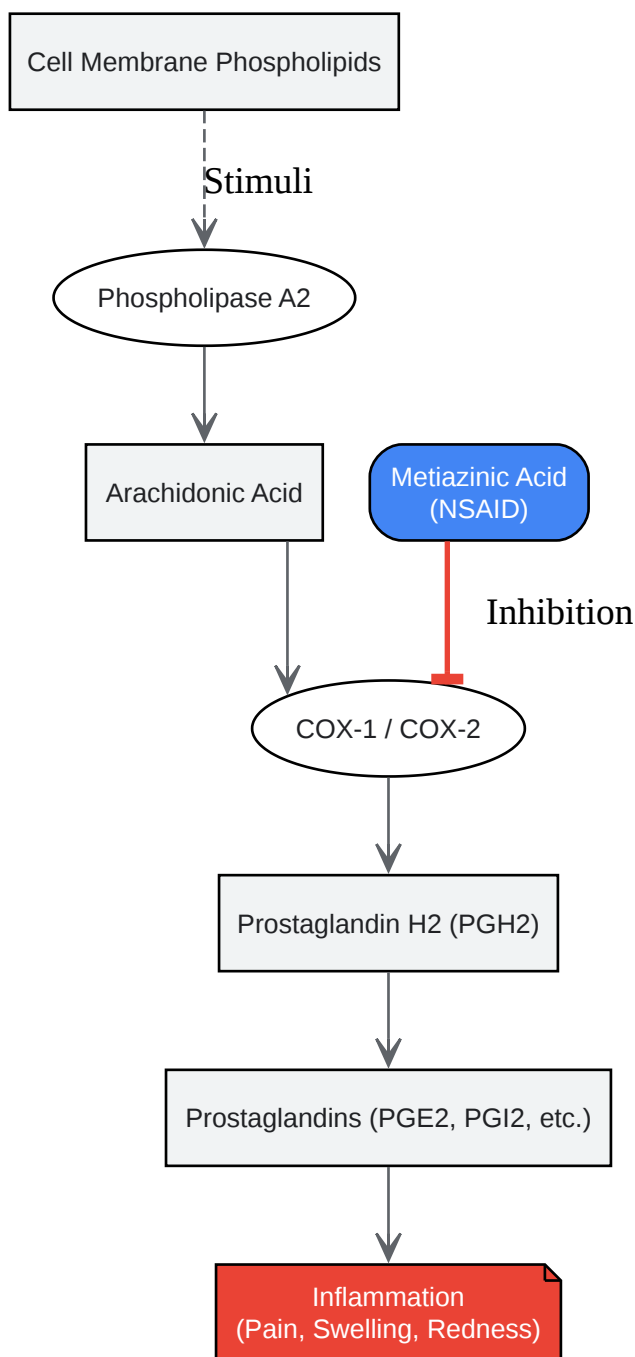 Cell Membrane Phospholipids
Stimuli
Phospholipase A2
Arachidonic Acid
Metiazinic Acid
(NSAID)
Inhibition
COX-1 / COX-2
Prostaglandin H2 (PGH2)
Prostaglandins (PGE2, PGI2, etc.)
Inflammation
(Pain, Swelling, Redness)